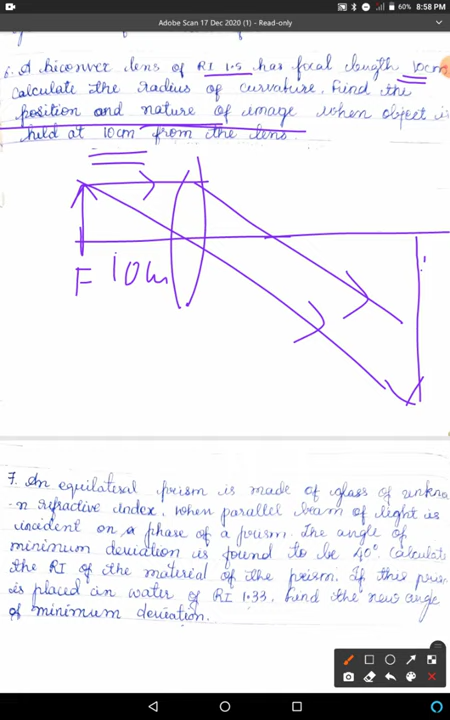 60% 8:58 PM
Adobe Scan 17 Dec 2020 (1) - Read-only
6. A biconvex lens of RI 1.5 has focal length 10cm
calculate the radius of curvature. Find the
position and nature of image when object is
held at 10cm from the lens.
F 10cm
7. An equilateral prism is made of glass of unkno
-n refractive index. When parallel beam of light is
incident on a phase of a prism. The angle of
minimum deviation is found to be 40°. Calculate
the RI of the material of the prism. If this prism
is placed in water of RI 1.33, find the new angle
of minimum deviation.